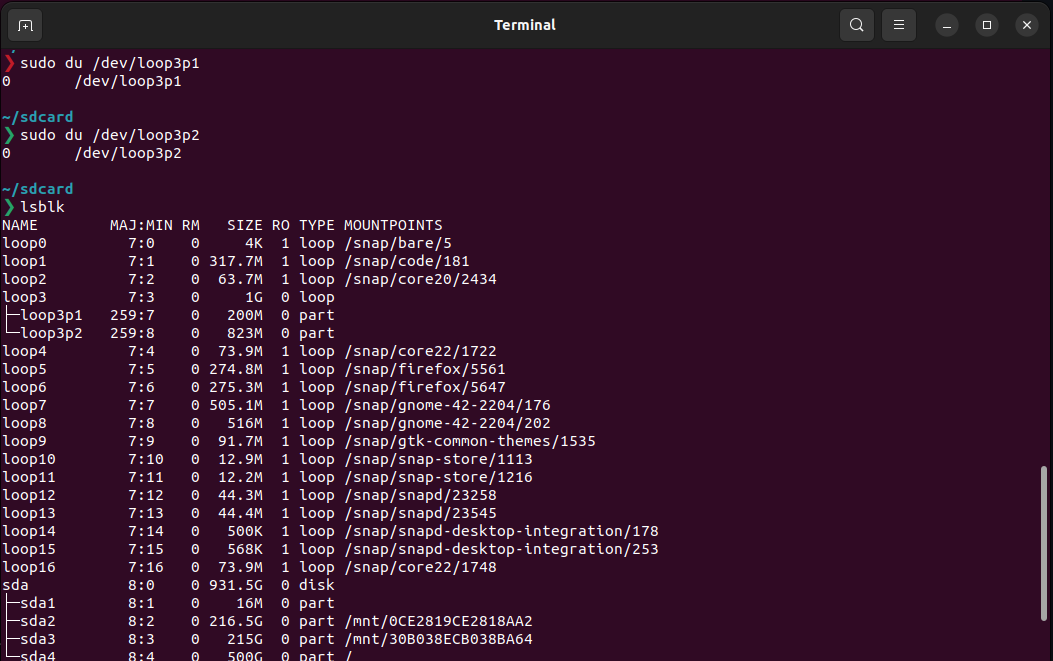 Terminal
❯ sudo du /dev/loop3p1
0       /dev/loop3p1
~/sdcard
❯ sudo du /dev/loop3p2
0       /dev/loop3p2
~/sdcard
❯ lsblk
NAME        MAJ:MIN RM   SIZE RO TYPE MOUNTPOINTS
loop0         7:0    0     4K  1 loop /snap/bare/5
loop1         7:1    0 317.7M  1 loop /snap/code/181
loop2         7:2    0  63.7M  1 loop /snap/core20/2434
loop3         7:3    0     1G  0 loop
├─loop3p1   259:7    0   200M  0 part
└─loop3p2   259:8    0   823M  0 part
loop4         7:4    0  73.9M  1 loop /snap/core22/1722
loop5         7:5    0 274.8M  1 loop /snap/firefox/5561
loop6         7:6    0 275.3M  1 loop /snap/firefox/5647
loop7         7:7    0 505.1M  1 loop /snap/gnome-42-2204/176
loop8         7:8    0   516M  1 loop /snap/gnome-42-2204/202
loop9         7:9    0  91.7M  1 loop /snap/gtk-common-themes/1535
loop10        7:10   0  12.9M  1 loop /snap/snap-store/1113
loop11        7:11   0  12.2M  1 loop /snap/snap-store/1216
loop12        7:12   0  44.3M  1 loop /snap/snapd/23258
loop13        7:13   0  44.4M  1 loop /snap/snapd/23545
loop14        7:14   0   500K  1 loop /snap/snapd-desktop-integration/178
loop15        7:15   0   568K  1 loop /snap/snapd-desktop-integration/253
loop16        7:16   0  73.9M  1 loop /snap/core22/1748
sda           8:0    0 931.5G  0 disk
├─sda1        8:1    0    16M  0 part
├─sda2        8:2    0 216.5G  0 part /mnt/0CE2819CE2818AA2
├─sda3        8:3    0   215G  0 part /mnt/30B038ECB038BA64
└─sda4        8:4    0   500G  0 part /